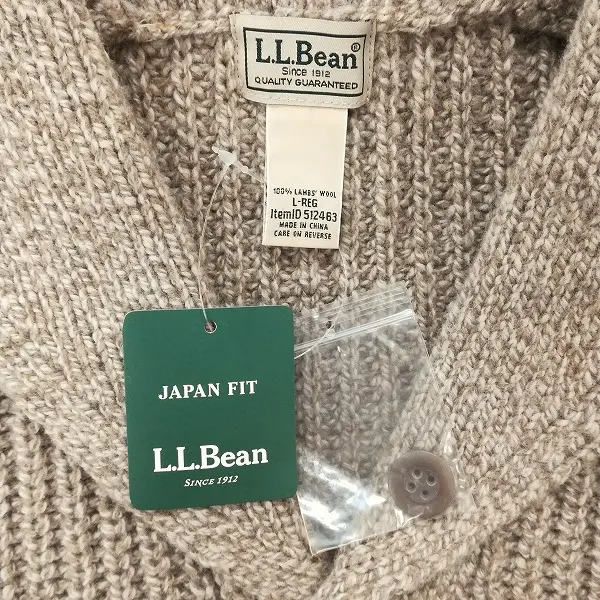 L.L.Bean®
Since 1912
QUALITY GUARANTEED
100% LAMBS' WOOL
L-REG
ItemID 512463
MADE IN CHINA
CARE ON REVERSE
JAPAN FIT
L.L.Bean
SINCE 1912